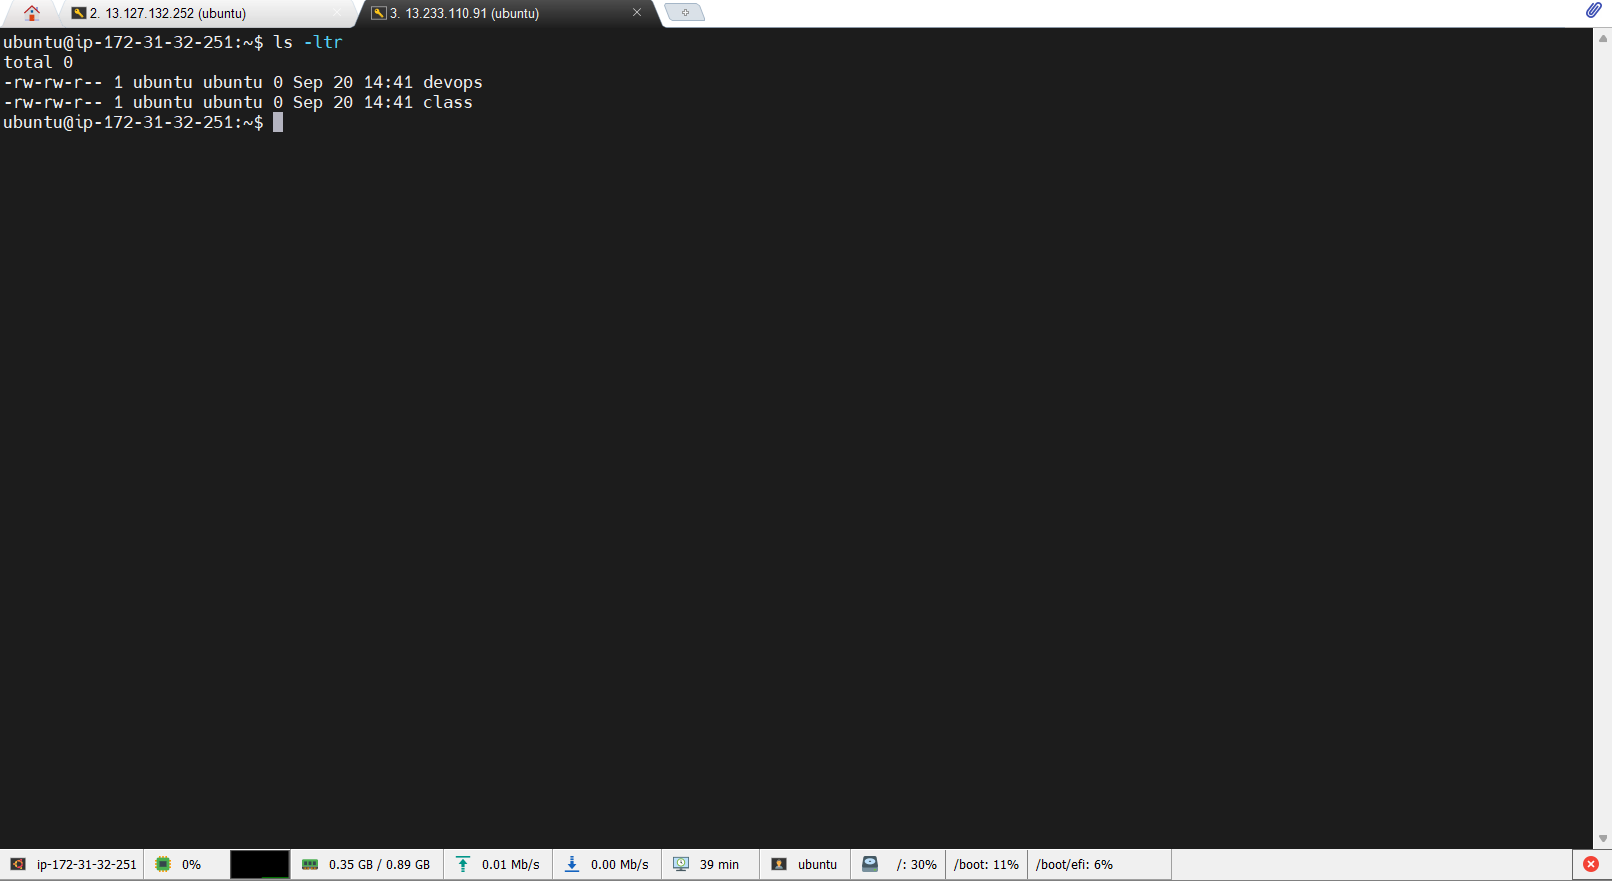 2. 13.127.132.252 (ubuntu)
3. 13.233.110.91 (ubuntu)
ubuntu@ip-172-31-32-251:~$ ls -ltr
total 0
-rw-rw-r-- 1 ubuntu ubuntu 0 Sep 20 14:41 devops
-rw-rw-r-- 1 ubuntu ubuntu 0 Sep 20 14:41 class
ubuntu@ip-172-31-32-251:~$
ip-172-31-32-251 0% 0.35 GB / 0.89 GB 0.01 Mb/s 0.00 Mb/s 39 min ubuntu /: 30% /boot: 11% /boot/efi: 6%